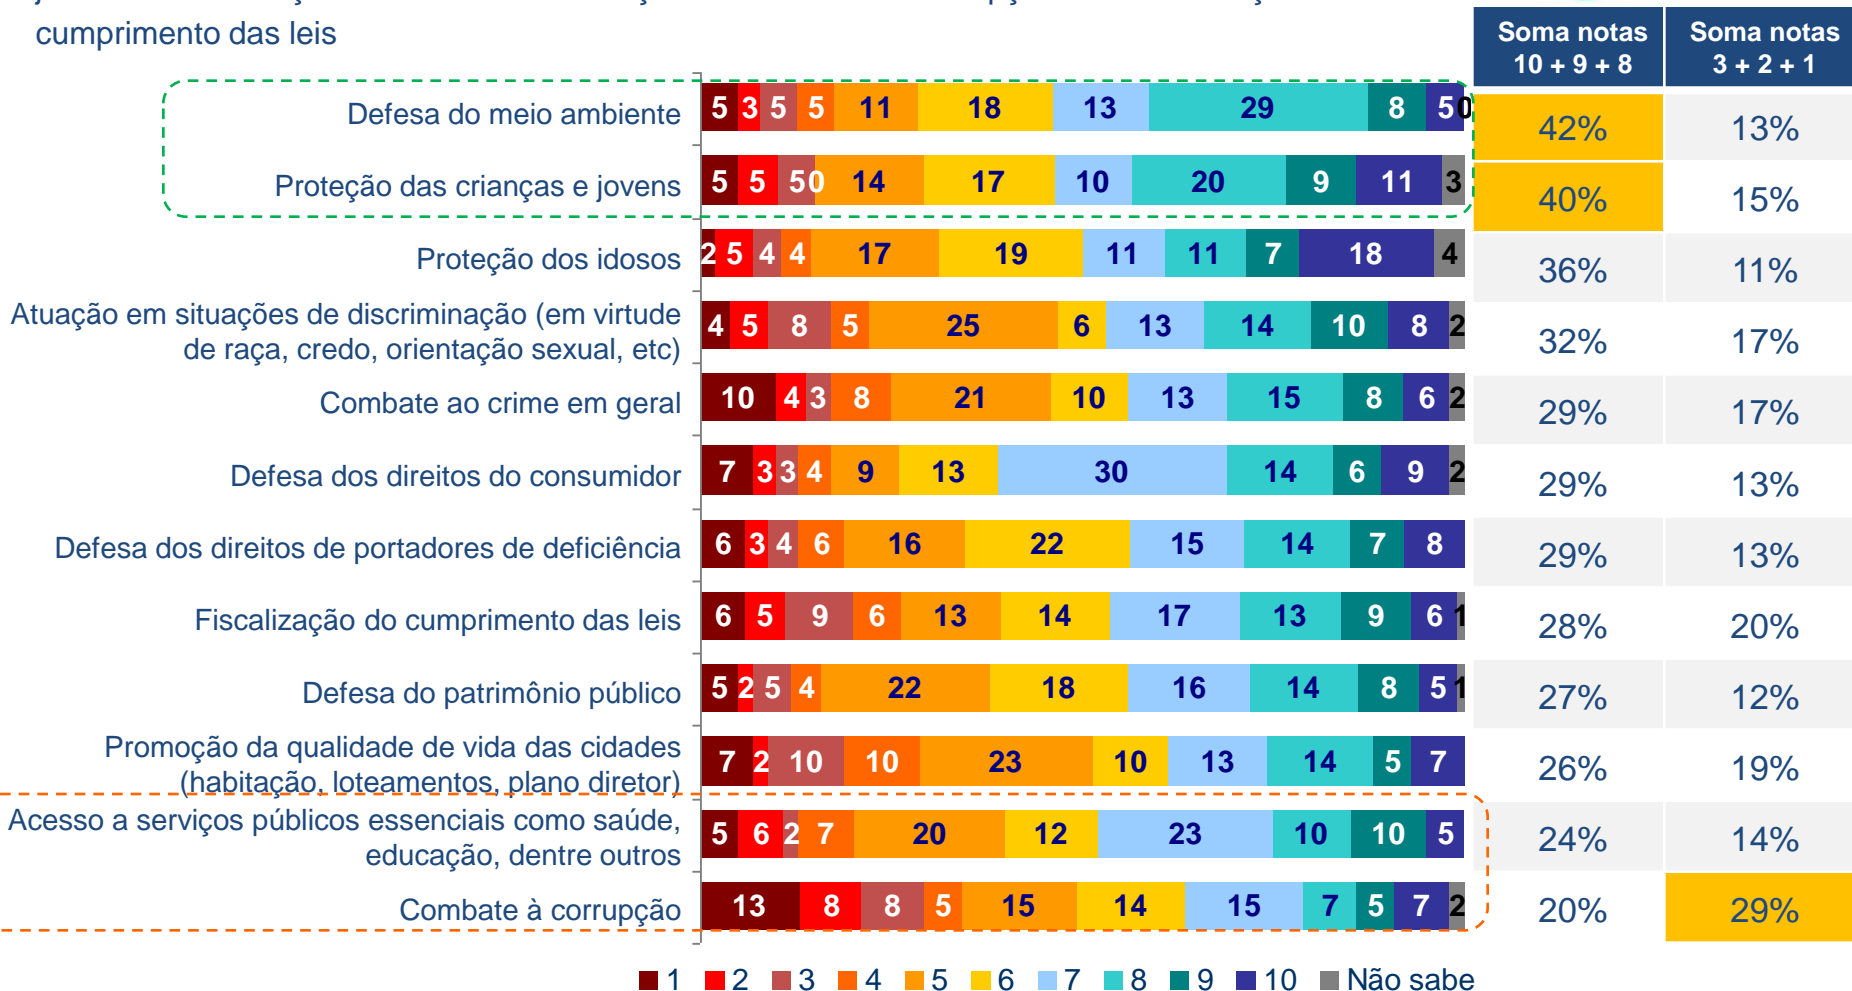 cumprimento das leis
Soma notas
10 + 9 + 8
Soma notas
3 + 2 + 1
Defesa do meio ambiente 5 3 5 5 11 18 13 29 8 5 0 42% 13%
Proteção das crianças e jovens 5 5 5 0 14 17 10 20 9 11 3 40% 15%
Proteção dos idosos 2 5 4 4 17 19 11 11 7 18 4 36% 11%
Atuação em situações de discriminação (em virtude
de raça, credo, orientação sexual, etc) 4 5 8 5 25 6 13 14 10 8 2 32% 17%
Combate ao crime em geral 10 4 3 8 21 10 13 15 8 6 2 29% 17%
Defesa dos direitos do consumidor 7 3 3 4 9 13 30 14 6 9 2 29% 13%
Defesa dos direitos de portadores de deficiência 6 3 4 6 16 22 15 14 7 8 29% 13%
Fiscalização do cumprimento das leis 6 5 9 6 13 14 17 13 9 6 1 28% 20%
Defesa do patrimônio público 5 2 5 4 22 18 16 14 8 5 1 27% 12%
Promoção da qualidade de vida das cidades
(habitação, loteamentos, plano diretor) 7 2 10 10 23 10 13 14 5 7 26% 19%
Acesso a serviços públicos essenciais como saúde,
educação, dentre outros 5 6 2 7 20 12 23 10 10 5 24% 14%
Combate à corrupção 13 8 8 5 15 14 15 7 5 7 2 20% 29%
1 2 3 4 5 6 7 8 9 10 Não sabe